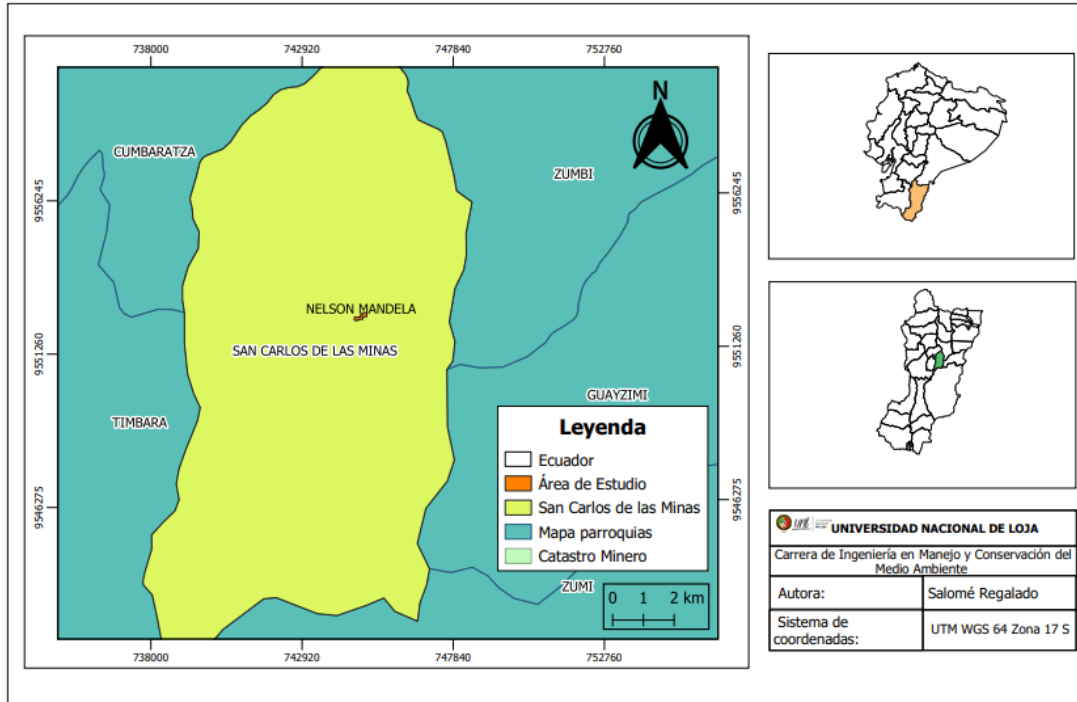 738000
742920
747840
752760
N
CUMBARATZA
ZUMBI
9556245
9556245
NELSON MANDELA
SAN CARLOS DE LAS MINAS
9551260
9551260
GUAYZIMI
TIMBARA
Leyenda
Ecuador
Área de Estudio
San Carlos de las Minas
Mapa parroquias
Catastro Minero
9546275
9546275
ZUMI
0 1 2 km
738000
742920
747840
752760
unl
UNIVERSIDAD NACIONAL DE LOJA
Carrera de Ingeniería en Manejo y Conservación del
Medio Ambiente
Autora:
Salomé Regalado
Sistema de
coordenadas:
UTM WGS 64 Zona 17 S